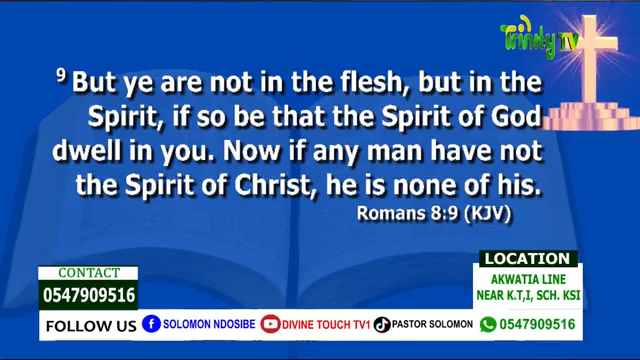 Trinity TV
9 But ye are not in the flesh, but in the
Spirit, if so be that the Spirit of God
dwell in you. Now if any man have not
the Spirit of Christ, he is none of his.
Romans 8:9 (KJV)
CONTACT
0547909516
LOCATION
AKWATIA LINE
NEAR K.T,I, SCH. KSI
FOLLOW US
SOLOMON NDOSIBE
DIVINE TOUCH TV1
PASTOR SOLOMON
0547909516